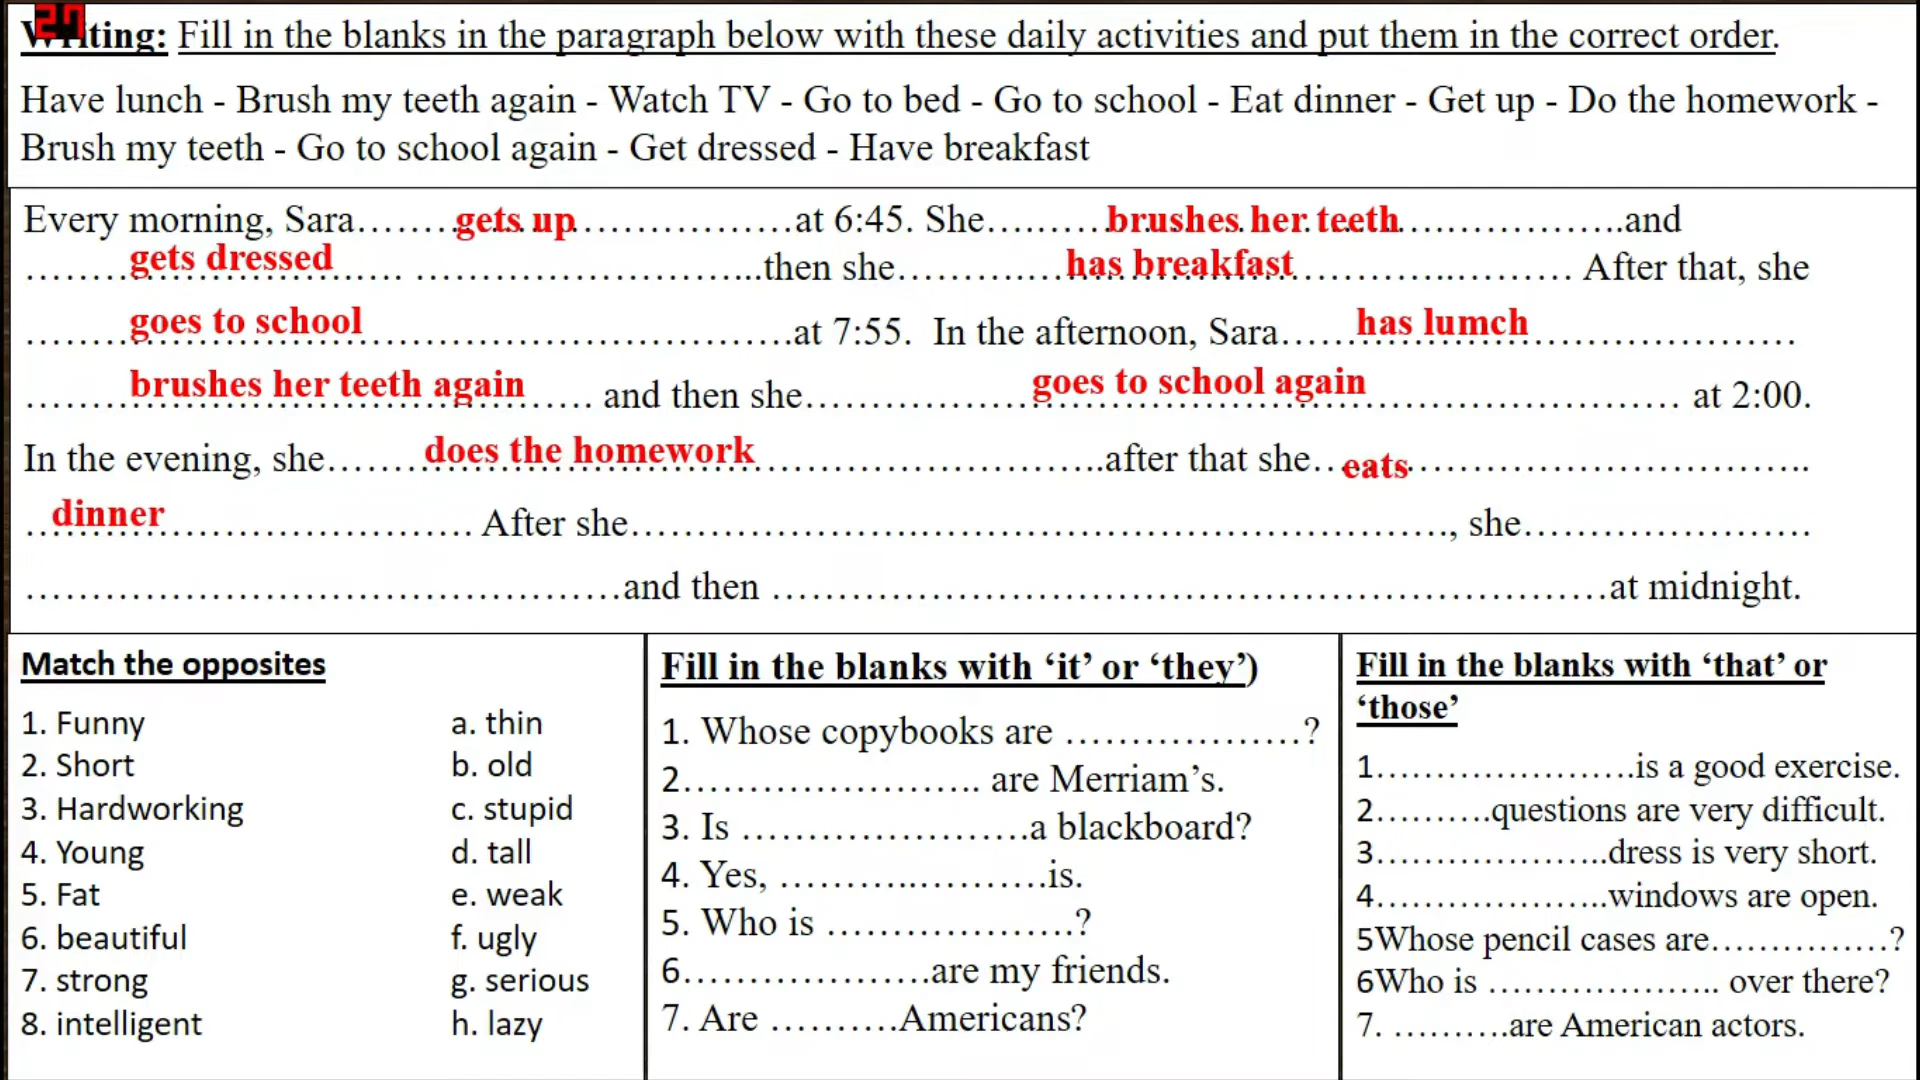 27
Writing: Fill in the blanks in the paragraph below with these daily activities and put them in the correct order.
Have lunch - Brush my teeth again - Watch TV - Go to bed - Go to school - Eat dinner - Get up - Do the homework -
Brush my teeth - Go to school again - Get dressed - Have breakfast
Every morning, Sara………gets up………………at 6:45. She………brushes her teeth………………and
………gets dressed……… ……………………then she…………has breakfast…………… After that, she
………goes to school……………………………at 7:55. In the afternoon, Sara……has lumch………………
………brushes her teeth again…… and then she…………goes to school again………………… at 2:00.
In the evening, she………does the homework………………………after that she…eats……………………
…dinner…………………… After she……………………………………………………, she…………………
……………………………………and then ……………………………………………………at midnight.
Match the opposites
1. Funny a. thin
2. Short b. old
3. Hardworking c. stupid
4. Young d. tall
5. Fat e. weak
6. beautiful f. ugly
7. strong g. serious
8. intelligent h. lazy
Fill in the blanks with ‘it’ or ‘they’)
1. Whose copybooks are ………………?
2…………………… are Merriam’s.
3. Is …………………a blackboard?
4. Yes, …………………is.
5. Who is ………………?
6………………are my friends.
7. Are ………Americans?
Fill in the blanks with ‘that’ or
‘those’
1…………………is a good exercise.
2………questions are very difficult.
3………………dress is very short.
4………………windows are open.
5Whose pencil cases are……………?
6Who is ………………… over there?
7. ………are American actors.